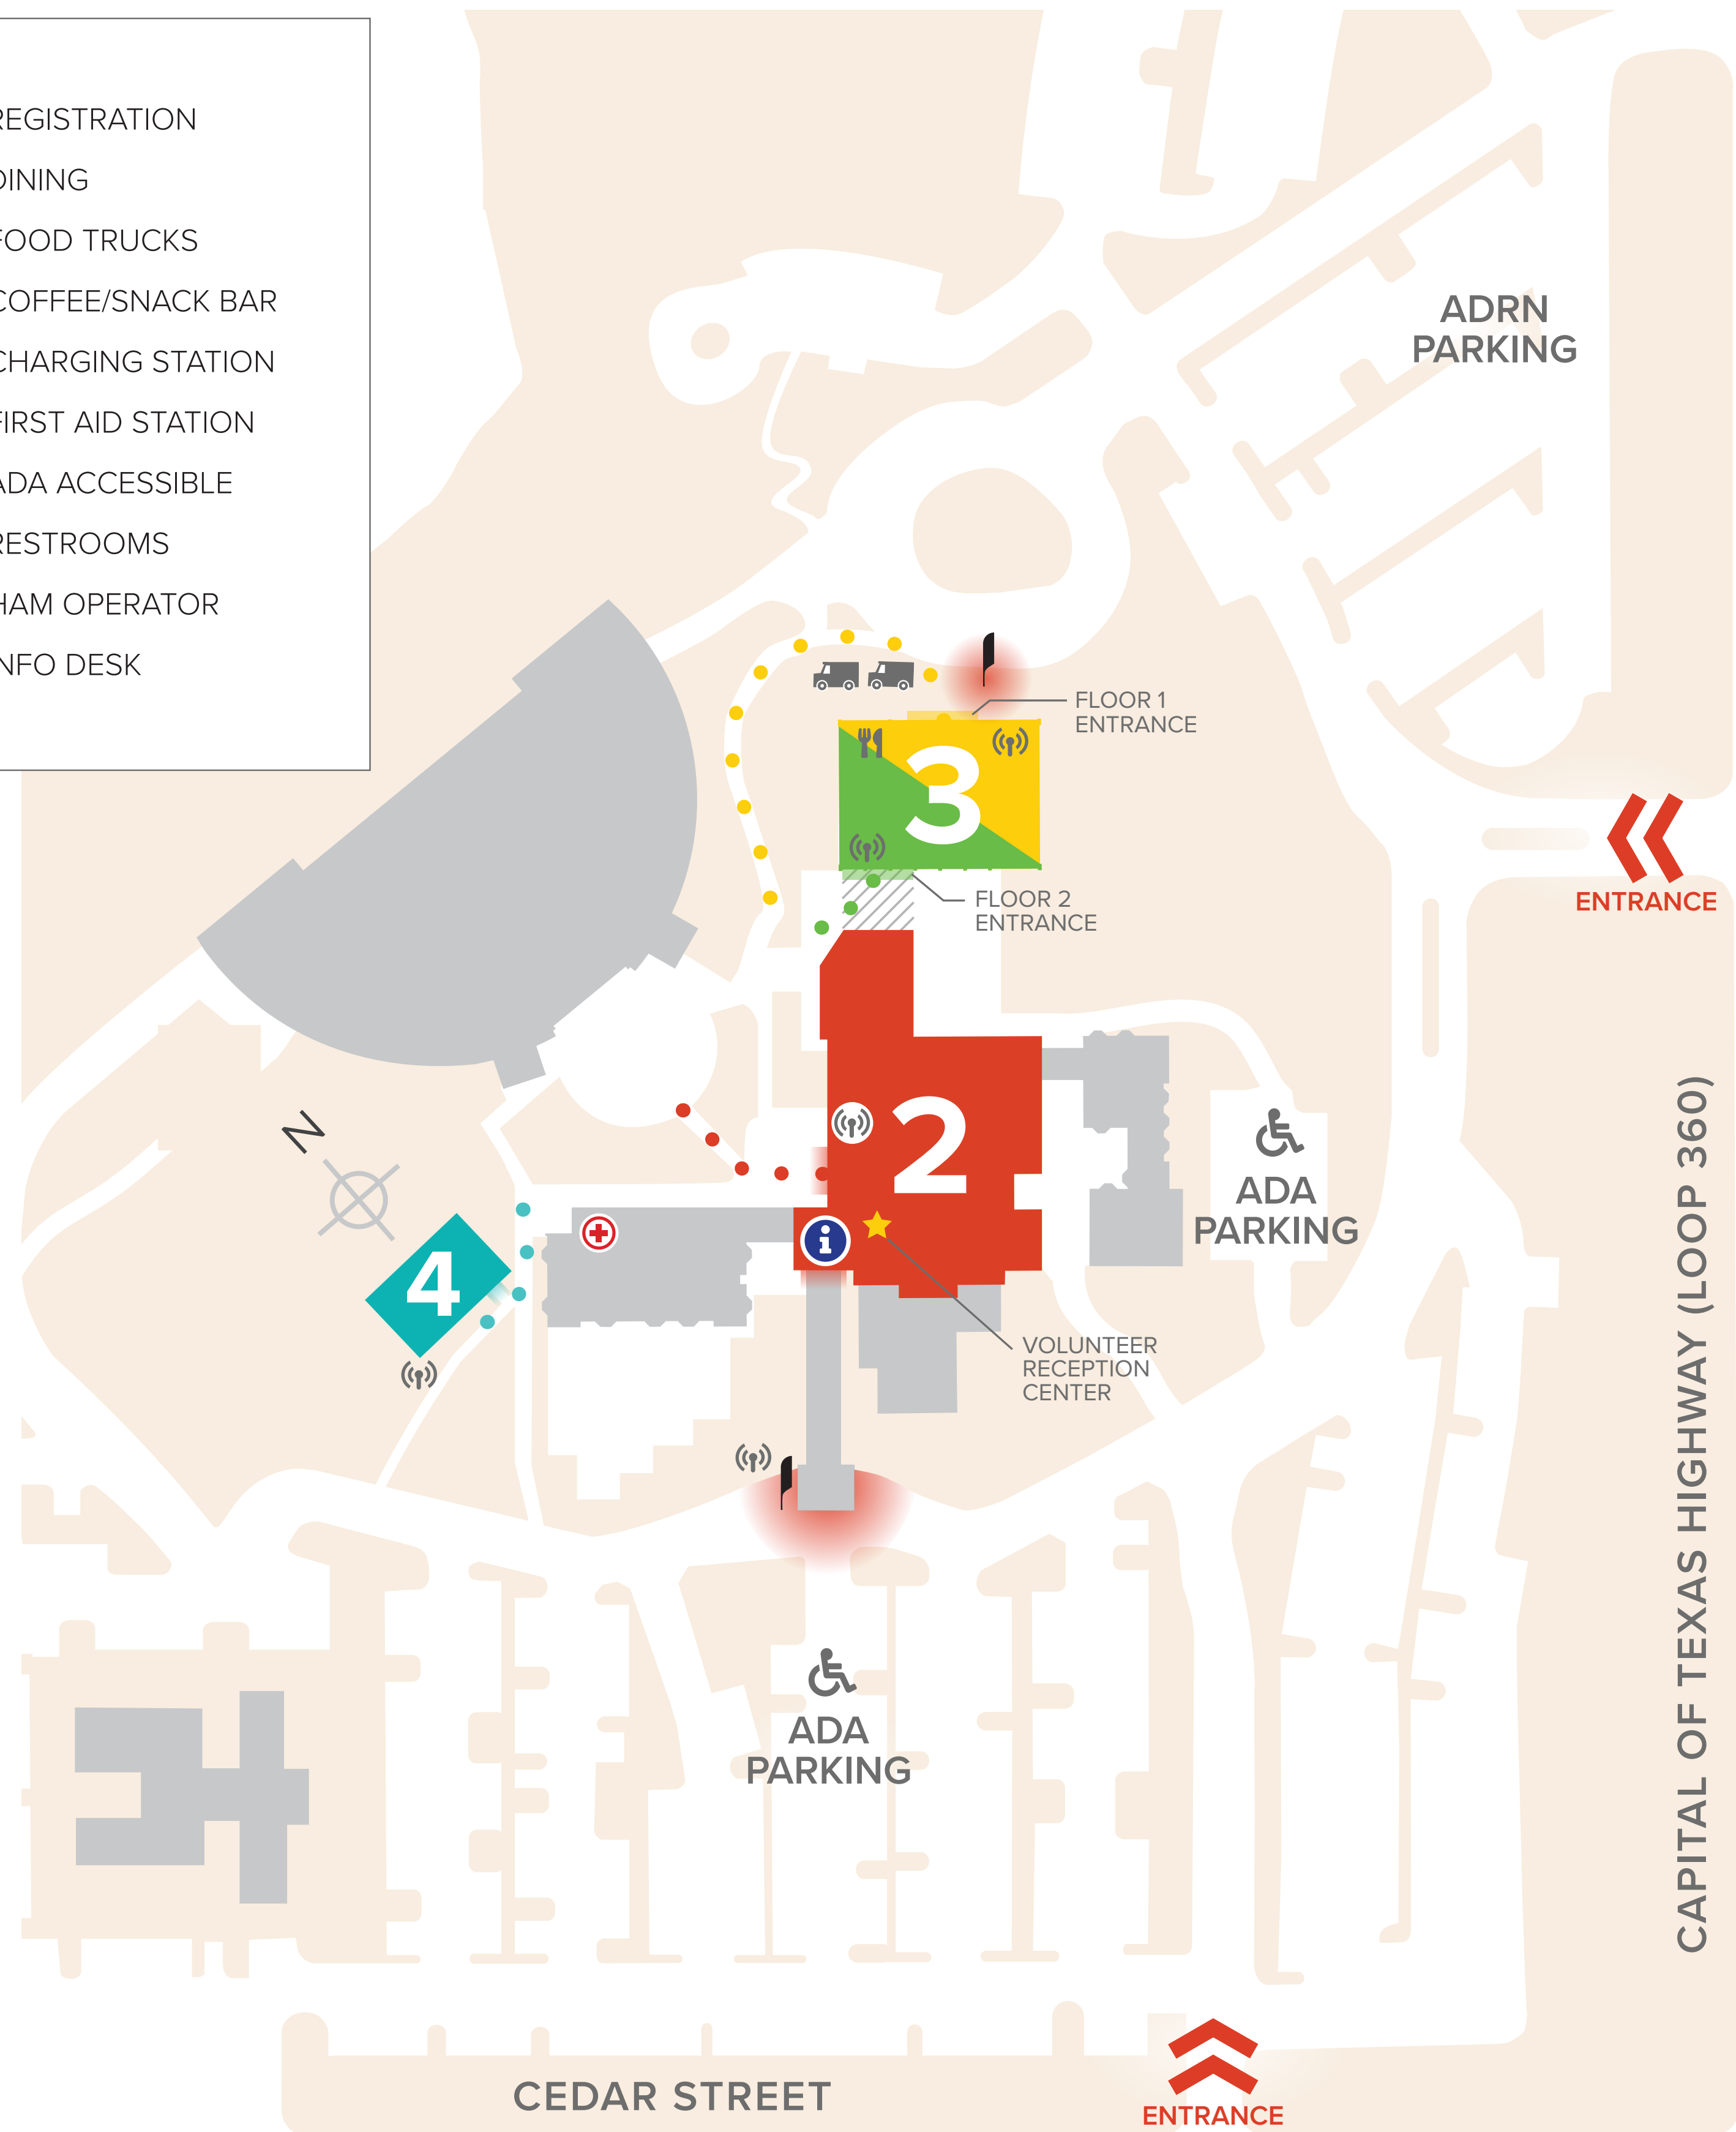 EGISTRATION
DINING
FOOD TRUCKS
COFFEE/SNACK BAR
CHARGING STATION
FIRST AID STATION
ADA ACCESSIBLE
RESTROOMS
HAM OPERATOR
NFO DESK
ADRN
PARKING
FLOOR 1
ENTRANCE
3
ENTRANCE
FLOOR 2
ENTRANCE
N
2
ADA
PARKING
4
i
VOLUNTEER
RECEPTION
CENTER
CAPITAL OF TEXAS HIGHWAY (LOOP 360)
ADA
PARKING
CEDAR STREET
ENTRANCE